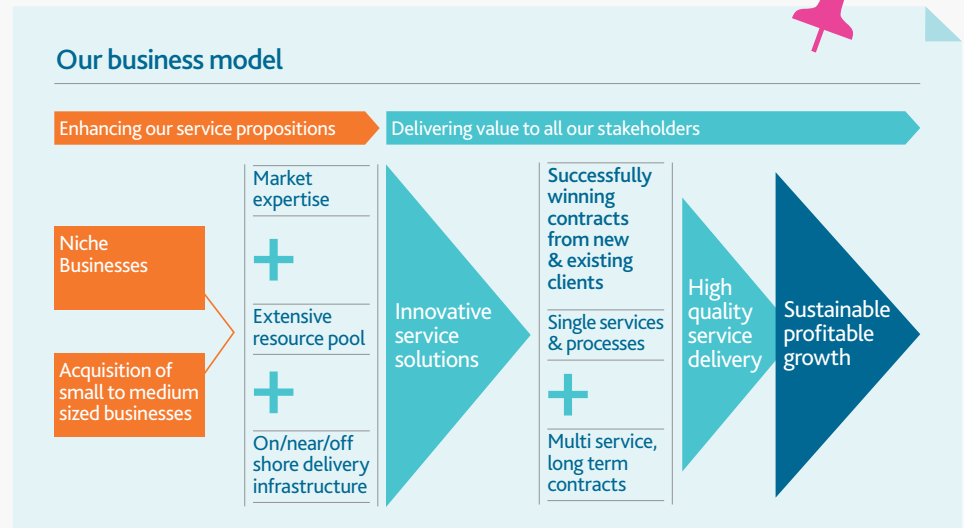 Our business model
Enhancing our service propositions
Delivering value to all our stakeholders
Niche
Businesses
Acquisition of
small to medium
sized businesses
Market
expertise
+
Extensive
resource pool
+
On/near/off
shore delivery
infrastructure
Innovative
service
solutions
Successfully
winning
contracts
from new
& existing
clients
Single services
& processes
+
Multi service,
long term
contracts
High
quality
service
delivery
Sustainable
profitable
growth